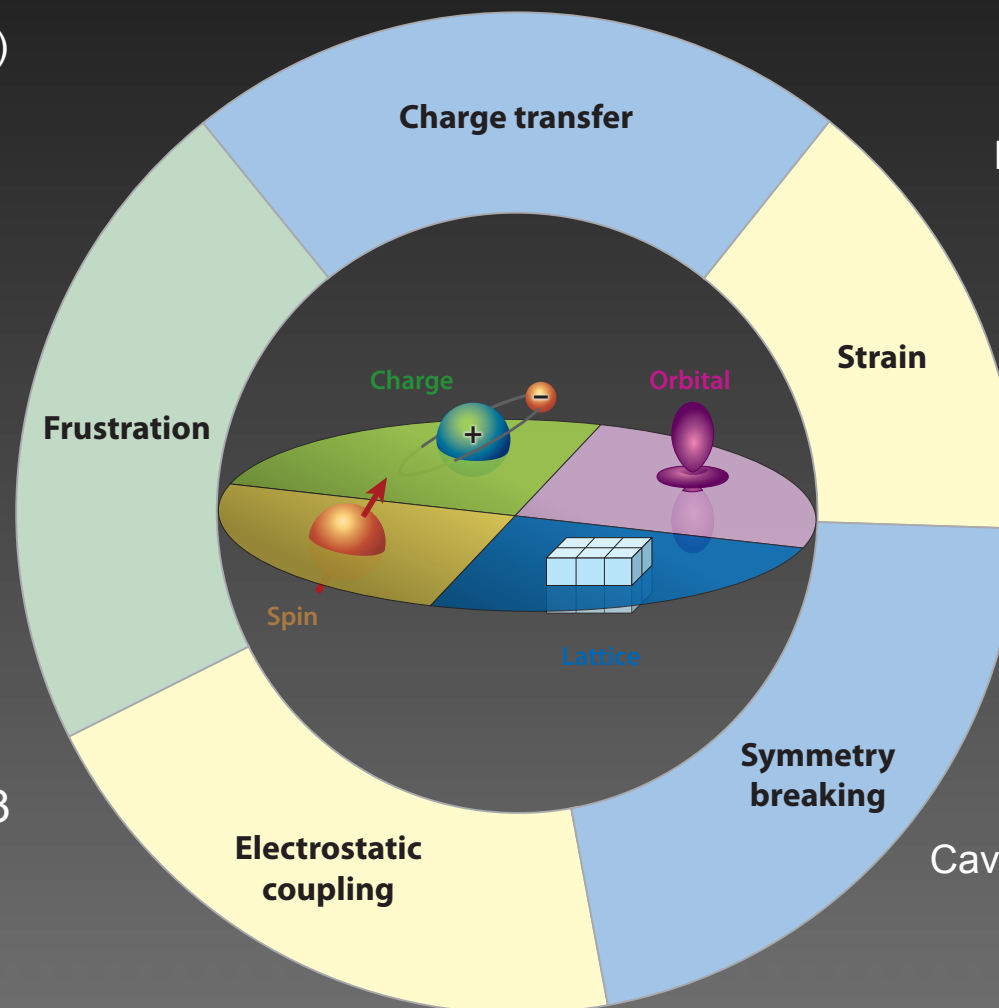 )
Charge transfer
Strain
Frustration
Charge
−
Orbital
+
Spin
Lattice
Symmetry
breaking
Electrostatic
coupling
Cav